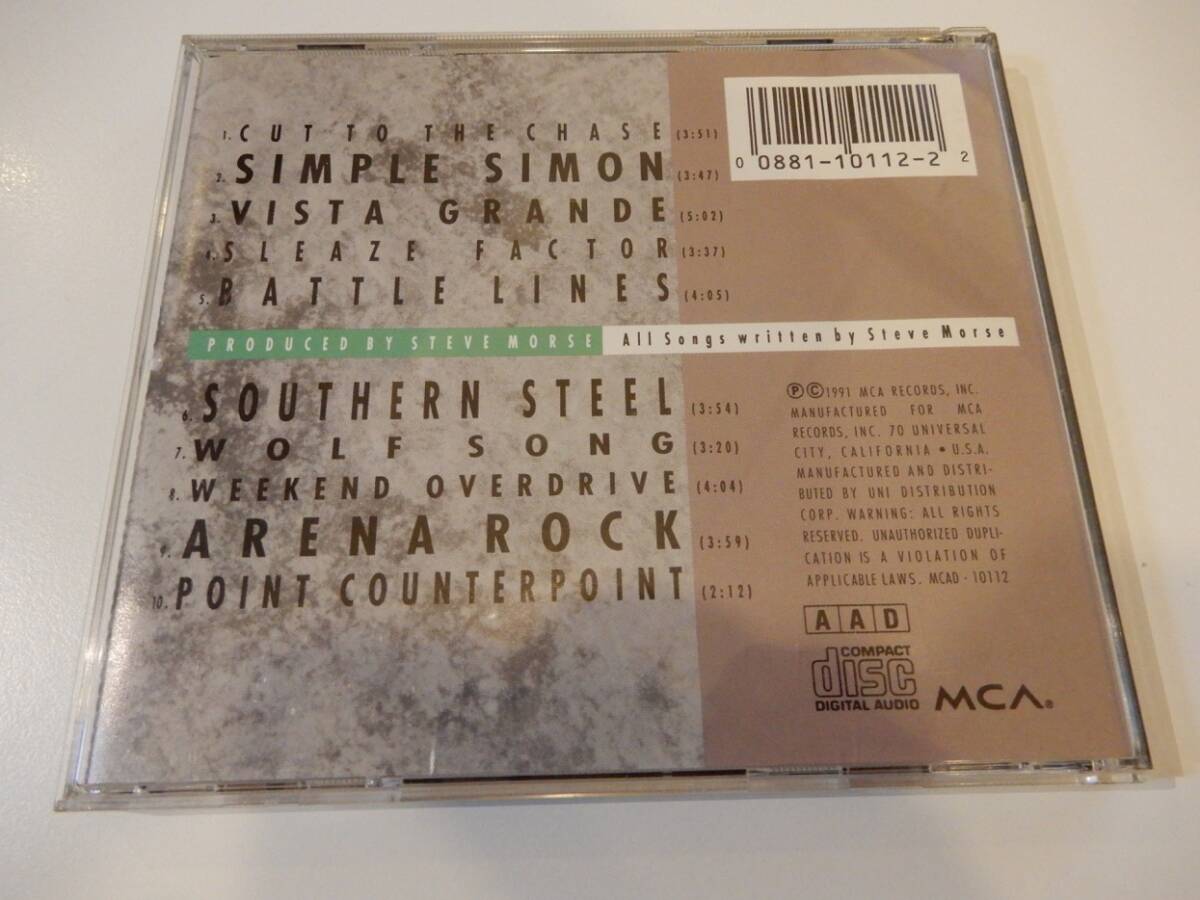 1. CUT TO THE CHASE (3:51)
2. SIMPLE SIMON (3:47)
3. VISTA GRANDE (5:02)
4. SLEAZE FACTOR (3:37)
5. BATTLE LINES (4:05)
0 0881-10112-2 2
PRODUCED BY STEVE MORSE All Songs written by Steve Morse
6. SOUTHERN STEEL (3:54)
7. WOLF SONG (3:20)
8. WEEKEND OVERDRIVE (4:04)
9. ARENA ROCK (3:59)
10. POINT COUNTERPOINT (2:12)
℗©1991 MCA RECORDS, INC.
MANUFACTURED FOR MCA
RECORDS, INC. 70 UNIVERSAL
CITY, CALIFORNIA • U.S.A.
MANUFACTURED AND DISTRI-
BUTED BY UNI DISTRIBUTION
CORP. WARNING: ALL RIGHTS
RESERVED. UNAUTHORIZED DUPLI-
CATION IS A VIOLATION OF
APPLICABLE LAWS. MCAD-10112
AAD
COMPACT
disc
DIGITAL AUDIO
MCA®